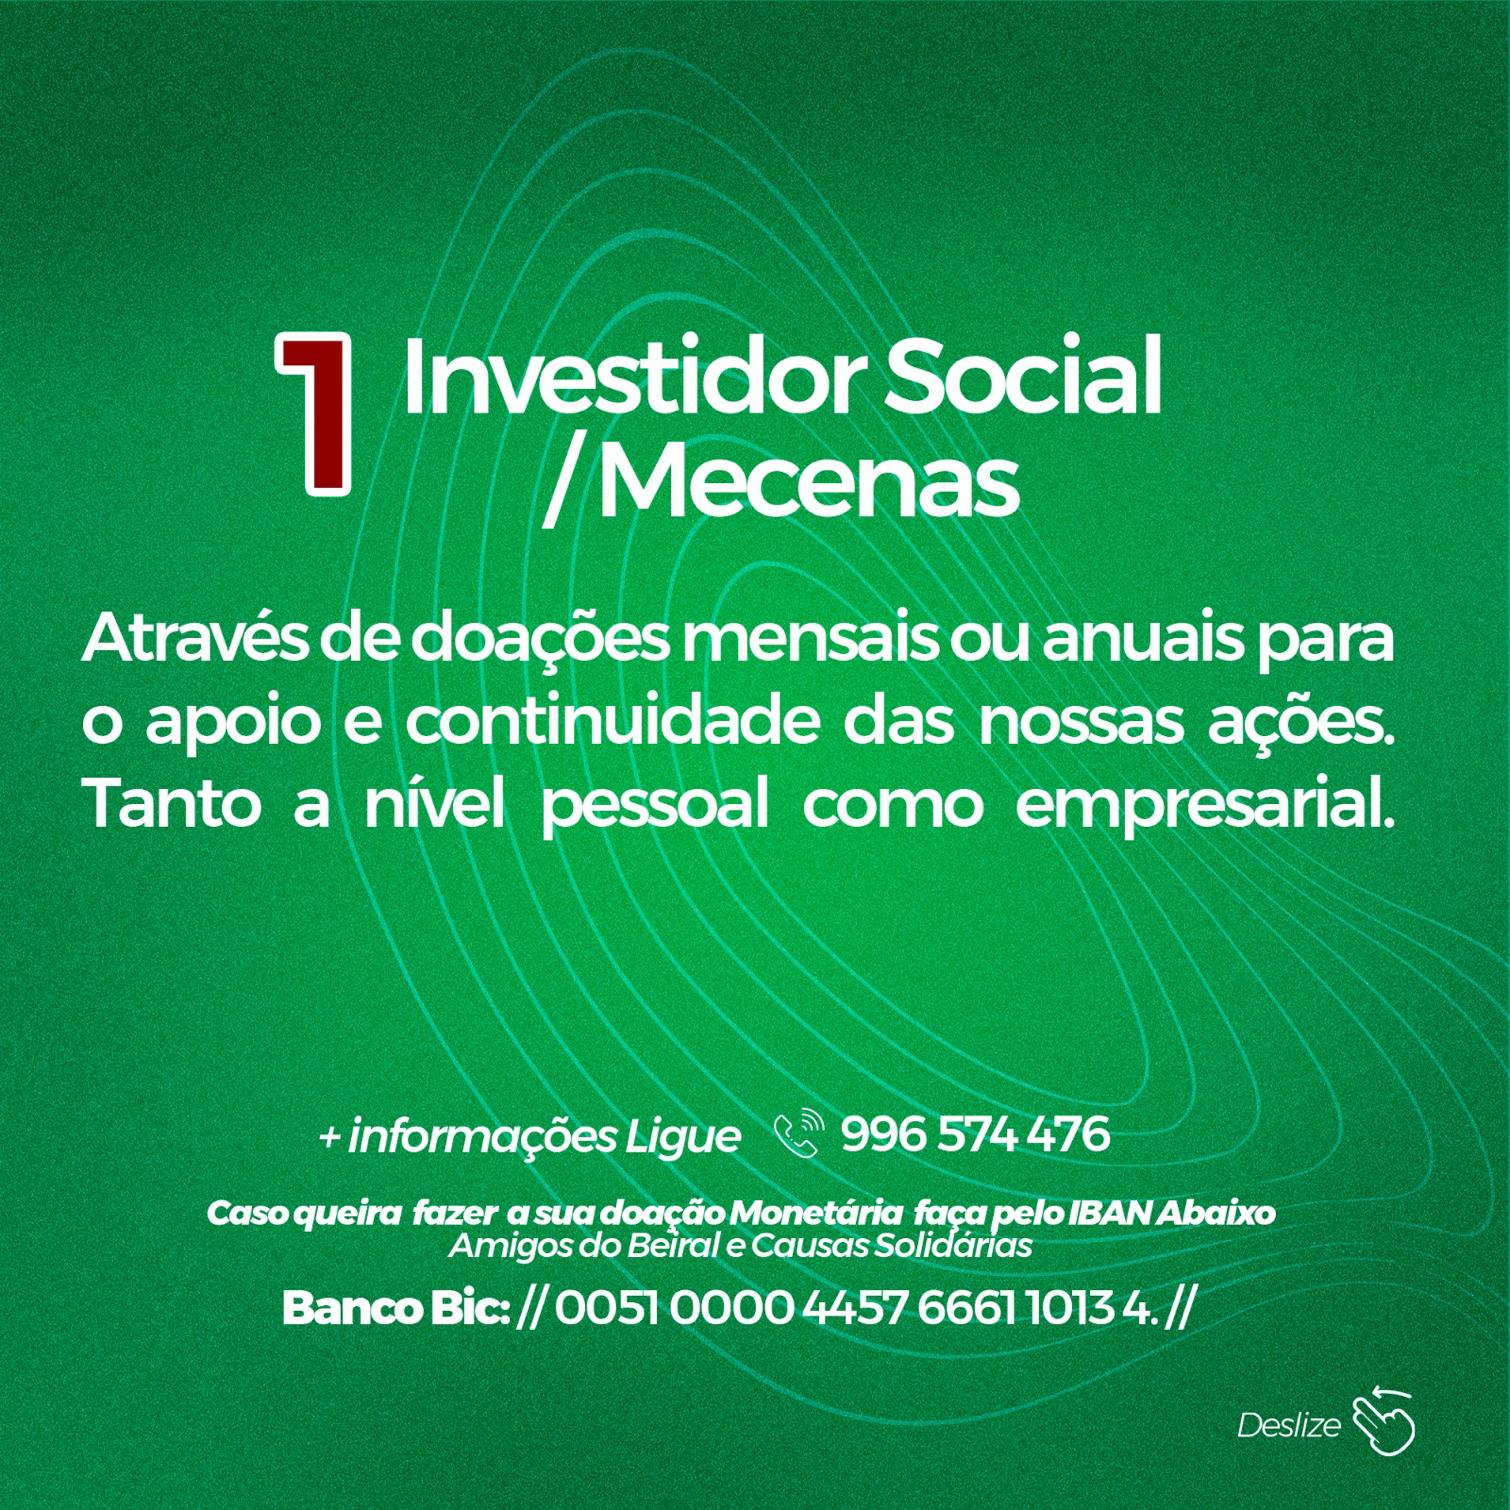 1 Investidor Social
/Mecenas
Através de doações mensais ou anuais para
o apoio e continuidade das nossas ações.
Tanto a nível pessoal como empresarial.
+ informações Ligue 996 574 476
Caso queira fazer a sua doação Monetária faça pelo IBAN Abaixo
Amigos do Beiral e Causas Solidárias
Banco Bic: // 0051 0000 4457 6661 1013 4. //
Deslize